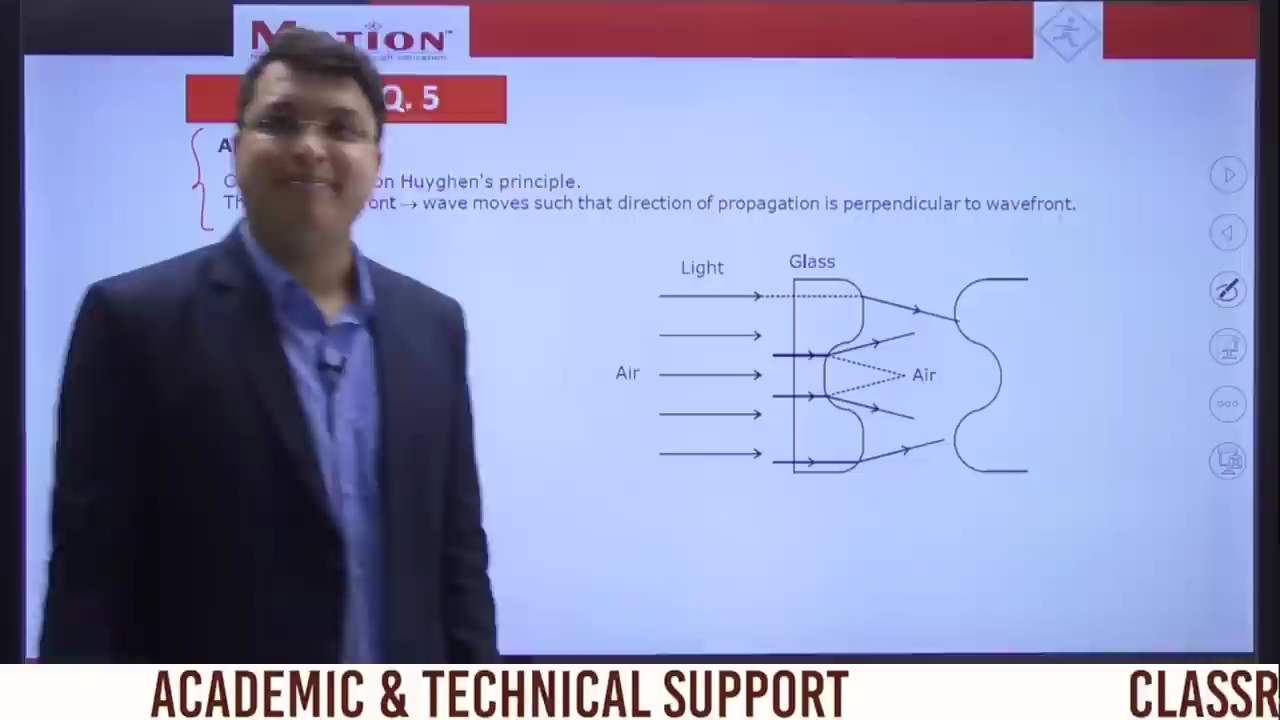 MOTION™
Q. 5
on Huyghen's principle.
ont → wave moves such that direction of propagation is perpendicular to wavefront.
Light
Glass
Air
Air
ACADEMIC & TECHNICAL SUPPORT
CLASSR